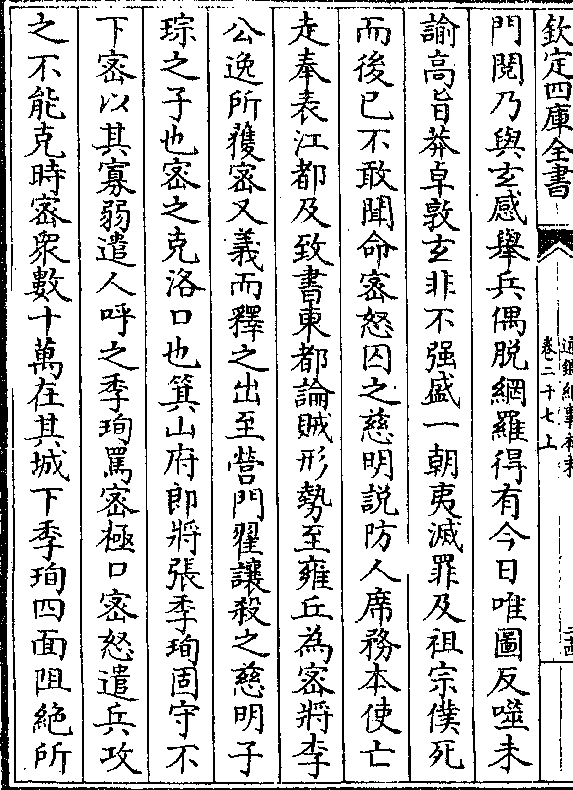 欽定四庫全書
通鑑紀事本末
卷二十七上
門閱乃與玄感舉兵偶脱網羅得有今日唯圖反噬未
諭高旨莽卓敦玄非不强盛一朝夷滅罪及祖宗僕死
而後已不敢聞命密怒囚之慈明説防人席務本使亡
走奉表江都及致書東都論賊形勢至雍丘為密將李
公逸所獲密又義而釋之出至營門翟讓殺之慈明子
琮之子也密之克洛口也箕山府郎將張季珣固守不
下密以其寡弱遣人呼之季珣罵密極口密怒遣兵攻
之不能克時密衆數十萬在其城下季珣四面阻絶所